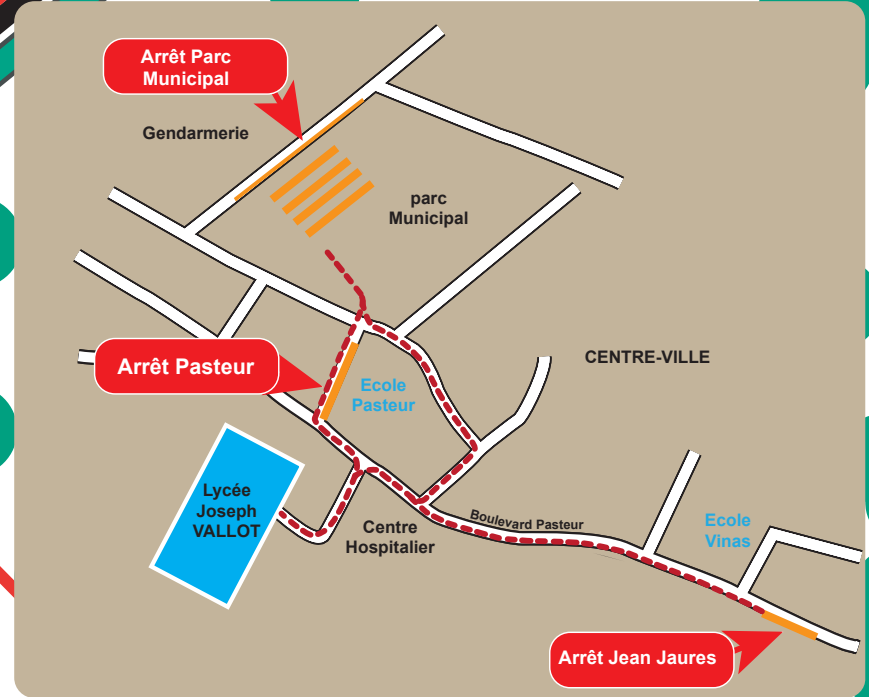 Arrêt Parc
Municipal
Gendarmerie
parc
Municipal
CENTRE-VILLE
Arrêt Pasteur
Ecole
Pasteur
Lycée
Joseph
VALLOT
Centre
Hospitalier
Boulevard Pasteur
Ecole
Vinas
Arrêt Jean Jaures